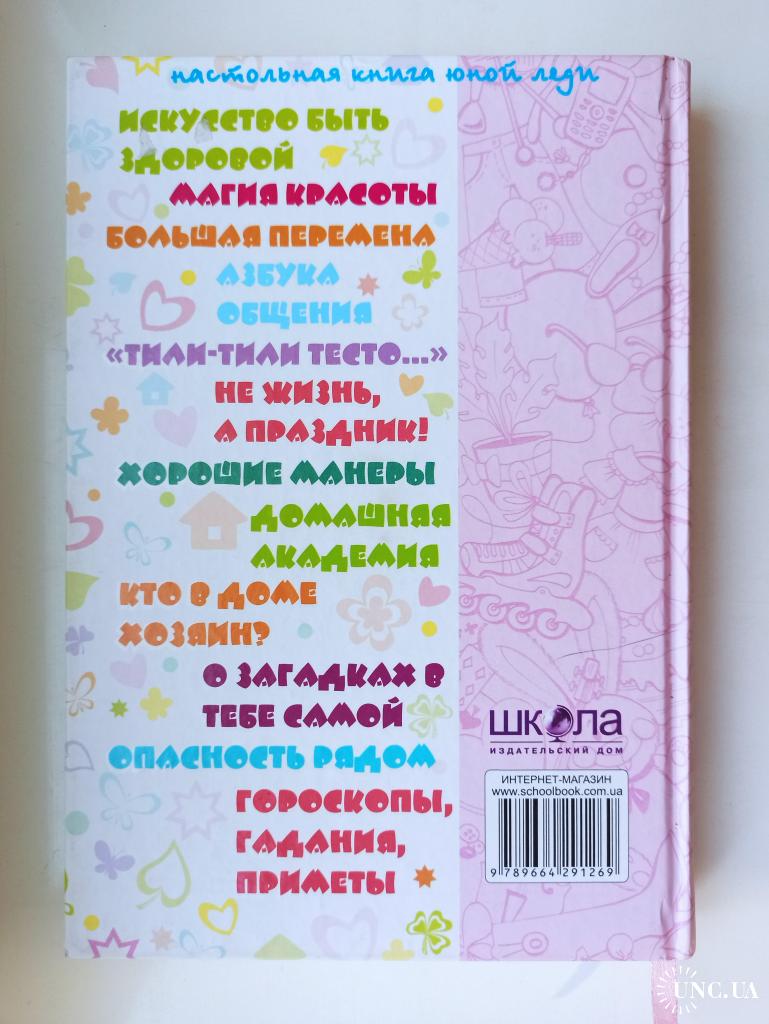 настольная книга юной леди
ИСКУССТВО БЫТЬ
ЗДОРОВОЙ
МАГИЯ КРАСОТЫ
БОЛЬШАЯ ПЕРЕМЕНА
АЗБУКА
ОБЩЕНИЯ
«ТИЛИ-ТИЛИ ТЕСТО...»
НЕ ЖИЗНЬ,
А ПРАЗДНИК!
ХОРОШИЕ МАНЕРЫ
ДОМАШНЯЯ
АКАДЕМИЯ
КТО В ДОМЕ
ХОЗЯИН?
О ЗАГАДКАХ В
ТЕБЕ САМОЙ
ОПАСНОСТЬ РЯДОМ
ГОРОСКОПЫ,
ГАДАНИЯ,
ПРИМЕТЫ
ШКОЛА
ИЗДАТЕЛЬСКИЙ ДОМ
ИНТЕРНЕТ-МАГАЗИН
www.schoolbook.com.ua
9 789664 291269
UNC.UA